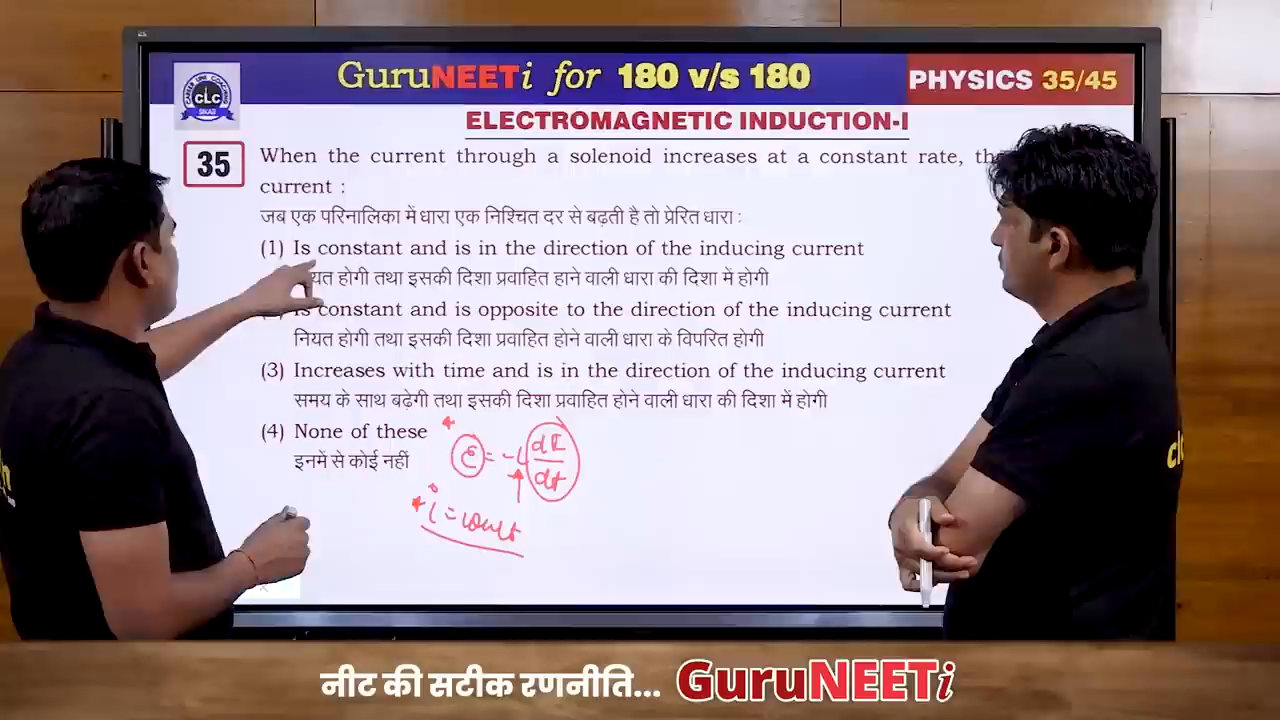 GuruNEETi for 180 v/s 180
PHYSICS 35/45
CLC
SIKAR
ELECTROMAGNETIC INDUCTION-I
35
When the current through a solenoid increases at a constant rate, th
current :
जब एक परिनालिका में धारा एक निश्चित दर से बढ़ती है तो प्रेरित धारा :
(1) Is constant and is in the direction of the inducing current
यत होगी तथा इसकी दिशा प्रवाहित हाने वाली धारा की दिशा में होगी
Is constant and is opposite to the direction of the inducing current
नियत होगी तथा इसकी दिशा प्रवाहित होने वाली धारा के विपरित होगी
(3) Increases with time and is in the direction of the inducing current
समय के साथ बढ़ेगी तथा इसकी दिशा प्रवाहित होने वाली धारा की दिशा में होगी
(4) None of these
इनमें से कोई नहीं
ε = -L dI/dt
i = const
clc
नीट की सटीक रणनीति... GuruNEETi